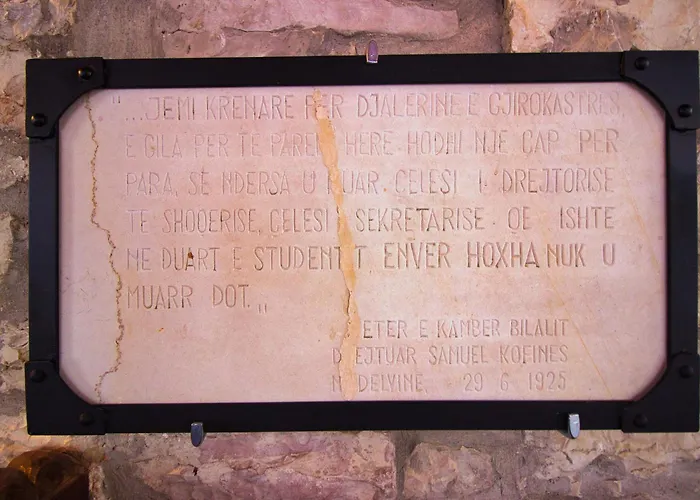 "...JEMI KRENARE PER DJALERINE E GJIROKASTRES,
E CILA PER TE PAREN HERE HODHI NJE CAP PER
PARA, SE NDERSA U MUAR CELESI I DREJTORISE
TE SHOQERISE, CELESI SEKRETARISE QE ISHTE
NE DUART E STUDENTIT ENVER HOXHA NUK U
MUARR DOT.„
LETER E KAMBER BILALIT
DREJTUAR SAMUEL KOFINES
N DELVINE, 29 6 1925